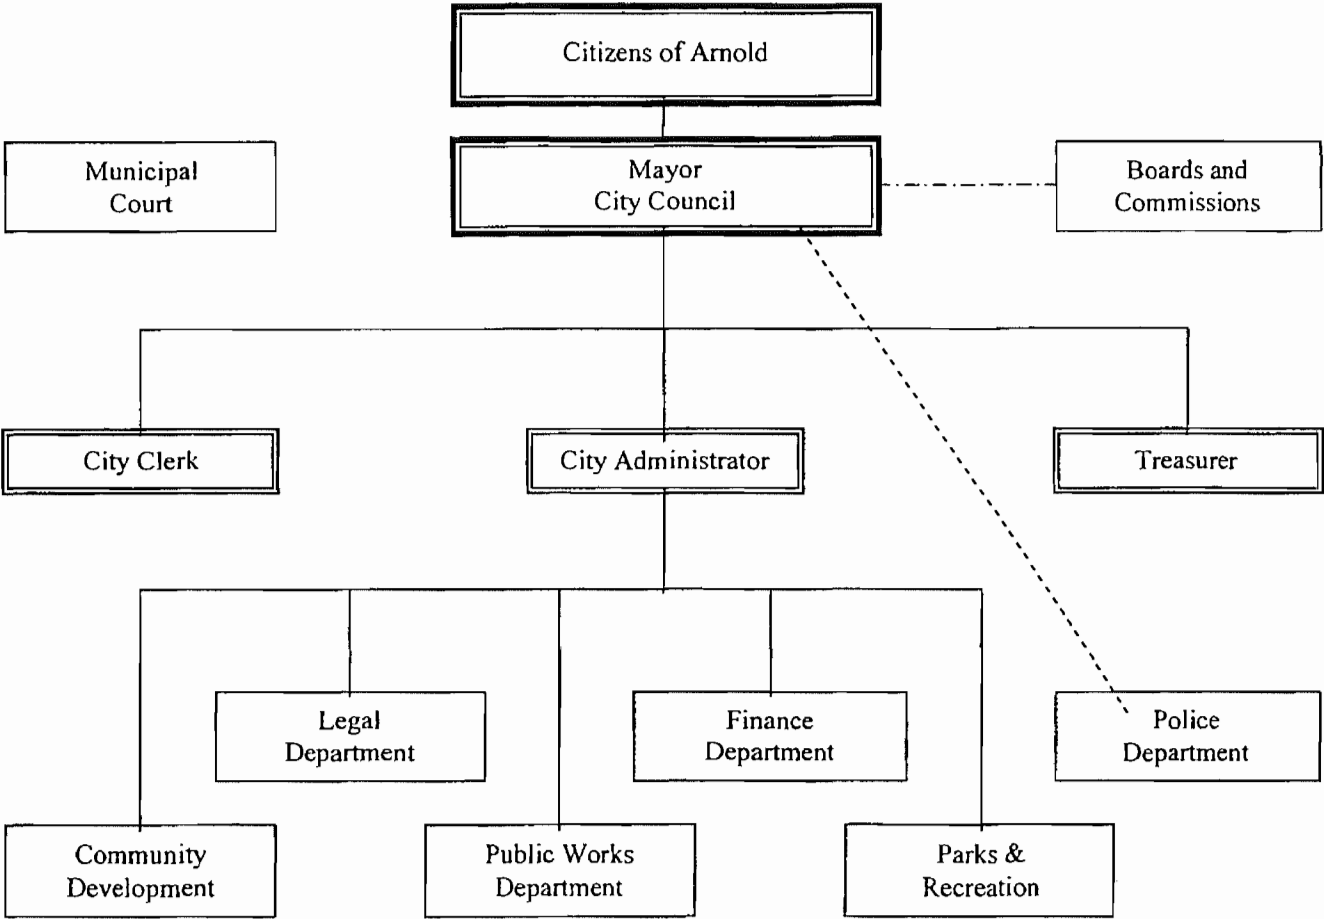 Citizens of Arnold
Municipal
Court
Mayor
City Council
Boards and
Commissions
City Clerk
City Administrator
Treasurer
Legal
Department
Finance
Department
Police
Department
Community
Development
Public Works
Department
Parks &
Recreation